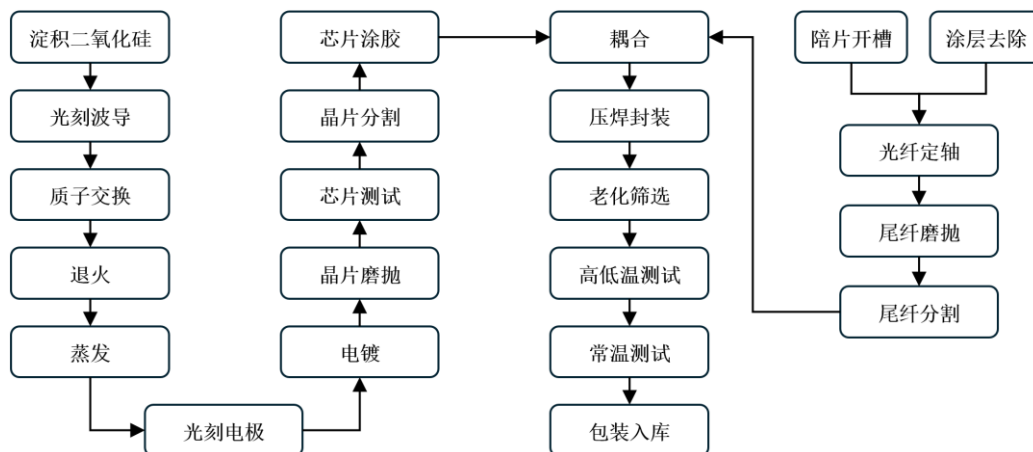 淀积二氧化硅
光刻波导
质子交换
退火
蒸发
光刻电极
电镀
晶片磨抛
芯片测试
晶片分割
芯片涂胶
耦合
压焊封装
老化筛选
高低温测试
常温测试
包装入库
陪片开槽
涂层去除
光纤定轴
尾纤磨抛
尾纤分割